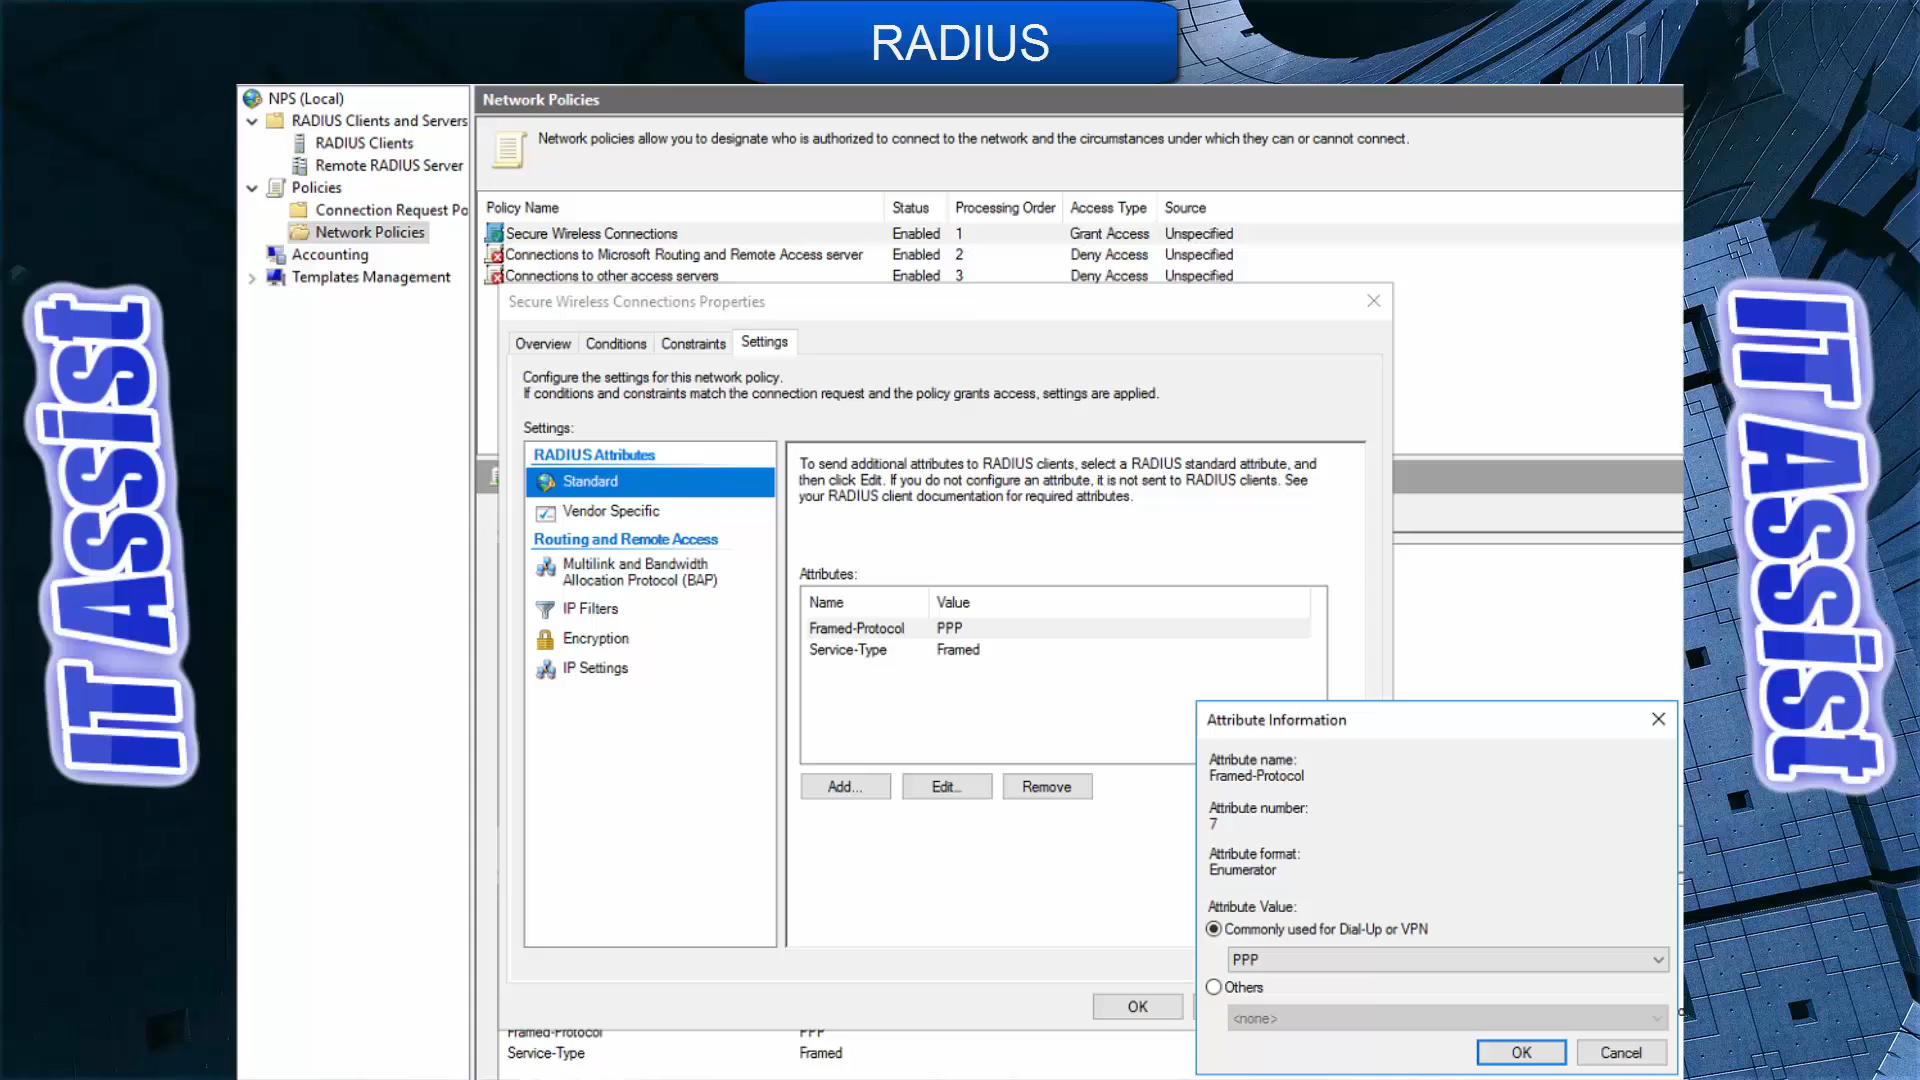 RADIUS
NPS (Local)
RADIUS Clients and Servers
RADIUS Clients
Remote RADIUS Server
Policies
Connection Request Po
Network Policies
Accounting
Templates Management
Network Policies
Network policies allow you to designate who is authorized to connect to the network and the circumstances under which they can or cannot connect.
Policy Name Status Processing Order Access Type Source
Secure Wireless Connections Enabled 1 Grant Access Unspecified
Connections to Microsoft Routing and Remote Access server Enabled 2 Deny Access Unspecified
Connections to other access servers Enabled 3 Deny Access Unspecified
Secure Wireless Connections Properties
Overview Conditions Constraints Settings
Configure the settings for this network policy.
If conditions and constraints match the connection request and the policy grants access, settings are applied.
Settings:
RADIUS Attributes
Standard
Vendor Specific
Routing and Remote Access
Multilink and Bandwidth
Allocation Protocol (BAP)
IP Filters
Encryption
IP Settings
To send additional attributes to RADIUS clients, select a RADIUS standard attribute, and
then click Edit. If you do not configure an attribute, it is not sent to RADIUS clients. See
your RADIUS client documentation for required attributes.
Attributes:
Name Value
Framed-Protocol PPP
Service-Type Framed
Add... Edit... Remove
OK
Framed-Protocol PPP
Service-Type Framed
Attribute Information
Attribute name:
Framed-Protocol
Attribute number:
7
Attribute format:
Enumerator
Attribute Value:
Commonly used for Dial-Up or VPN
PPP
Others
<none>
OK Cancel
IT Assist
IT Assist